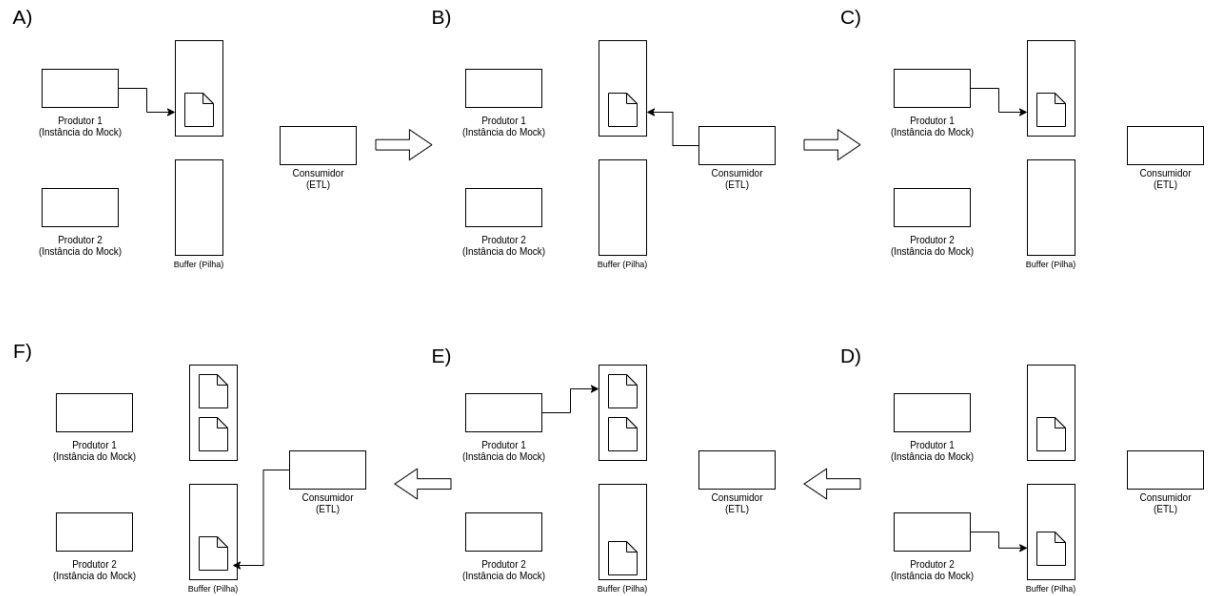 A)
Produtor 1
(Instância do Mock)
Consumidor
(ETL)
Produtor 2
(Instância do Mock)
Buffer (Pilha)
B)
Produtor 1
(Instância do Mock)
Consumidor
(ETL)
Produtor 2
(Instância do Mock)
Buffer (Pilha)
C)
Produtor 1
(Instância do Mock)
Consumidor
(ETL)
Produtor 2
(Instância do Mock)
Buffer (Pilha)
F)
Produtor 1
(Instância do Mock)
Consumidor
(ETL)
Produtor 2
(Instância do Mock)
Buffer (Pilha)
E)
Produtor 1
(Instância do Mock)
Consumidor
(ETL)
Produtor 2
(Instância do Mock)
Buffer (Pilha)
D)
Produtor 1
(Instância do Mock)
Consumidor
(ETL)
Produtor 2
(Instância do Mock)
Buffer (Pilha)